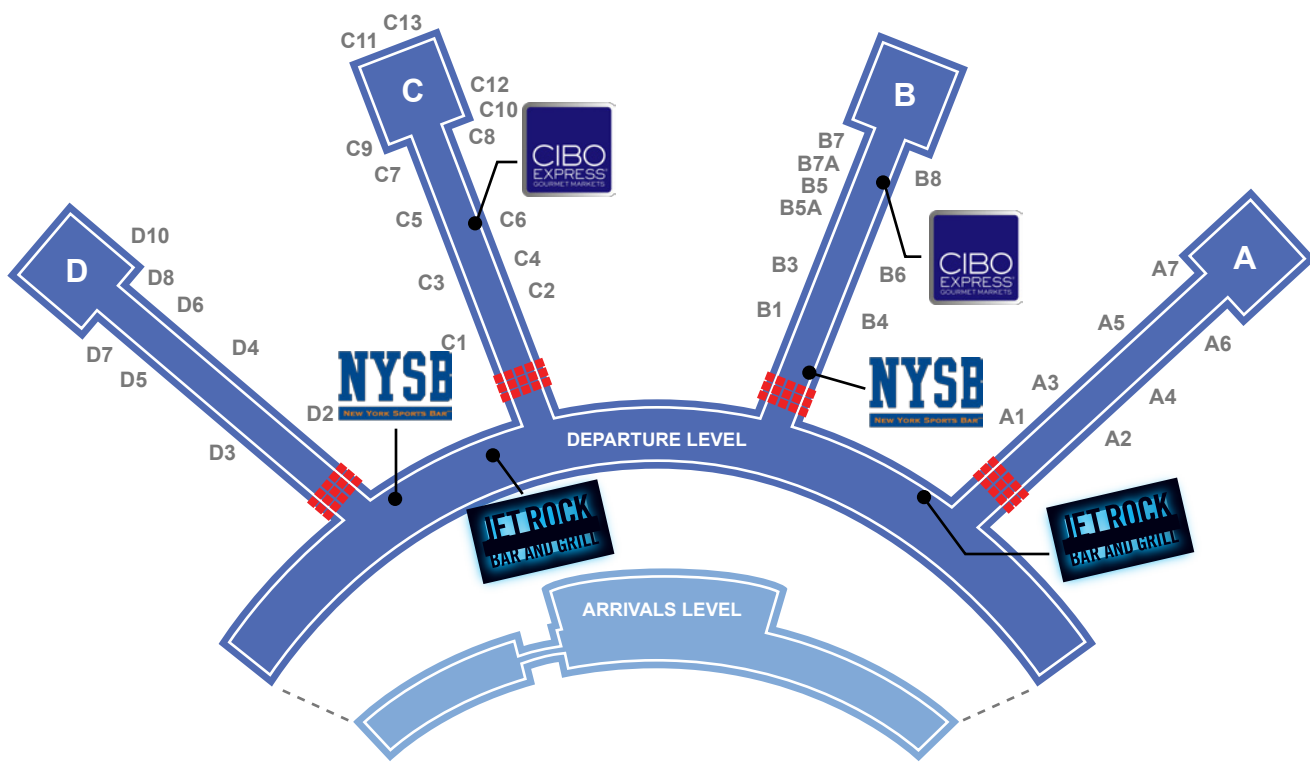 C13
C11
C
C12
C10
C8
C9
C7
C5
C6
C4
C3
C2
C1
CIBO
EXPRESS
GOURMET MARKETS
B
B7
B7A
B5
B5A
B8
B3
B6
B1
B4
CIBO
EXPRESS
GOURMET MARKETS
D10
D
D8
D6
D4
D7
D5
D2
D3
A
A7
A5
A6
A3
A4
A1
A2
NYSB
NEW YORK SPORTS BAR
NYSB
NEW YORK SPORTS BAR
DEPARTURE LEVEL
JET ROCK
BAR AND GRILL
JET ROCK
BAR AND GRILL
ARRIVALS LEVEL